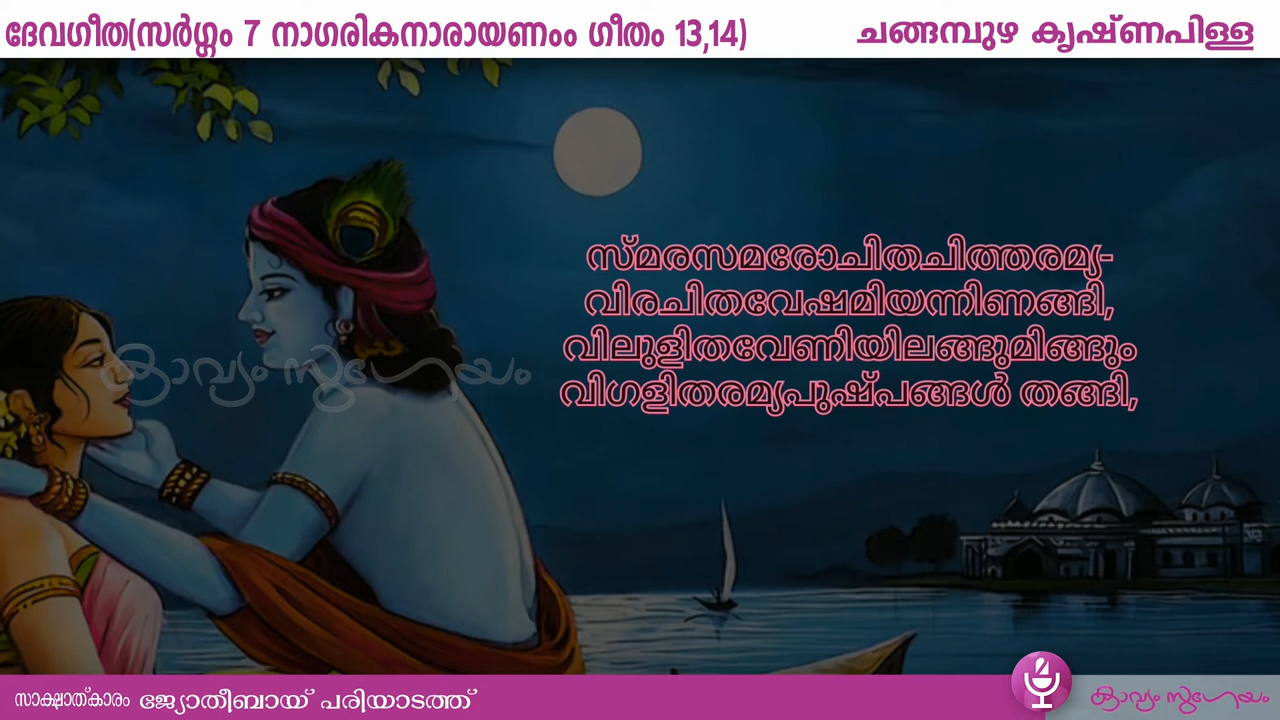 ദേവഗീത(സർഗ്ഗം 7 നാഗരികനാരായണംം ഗീതം 13,14)
ചങ്ങമ്പുഴ കൃഷ്ണപിള്ള
സ്മരസമരോചിതചിത്തരമ്യ-
വിരചിതവേഷമിയന്നിണങ്ങി,
വിലുളിതവേണിയിലങ്ങുമിങ്ങും
വിഗളിതരമ്യപുഷ്പങ്ങൾ തങ്ങി,
കാവ്യം സുഗേയം
സാക്ഷാത്കാരം ജ്യോതീബായ് പരിയാടത്ത്
കാവ്യം സുഗേയം